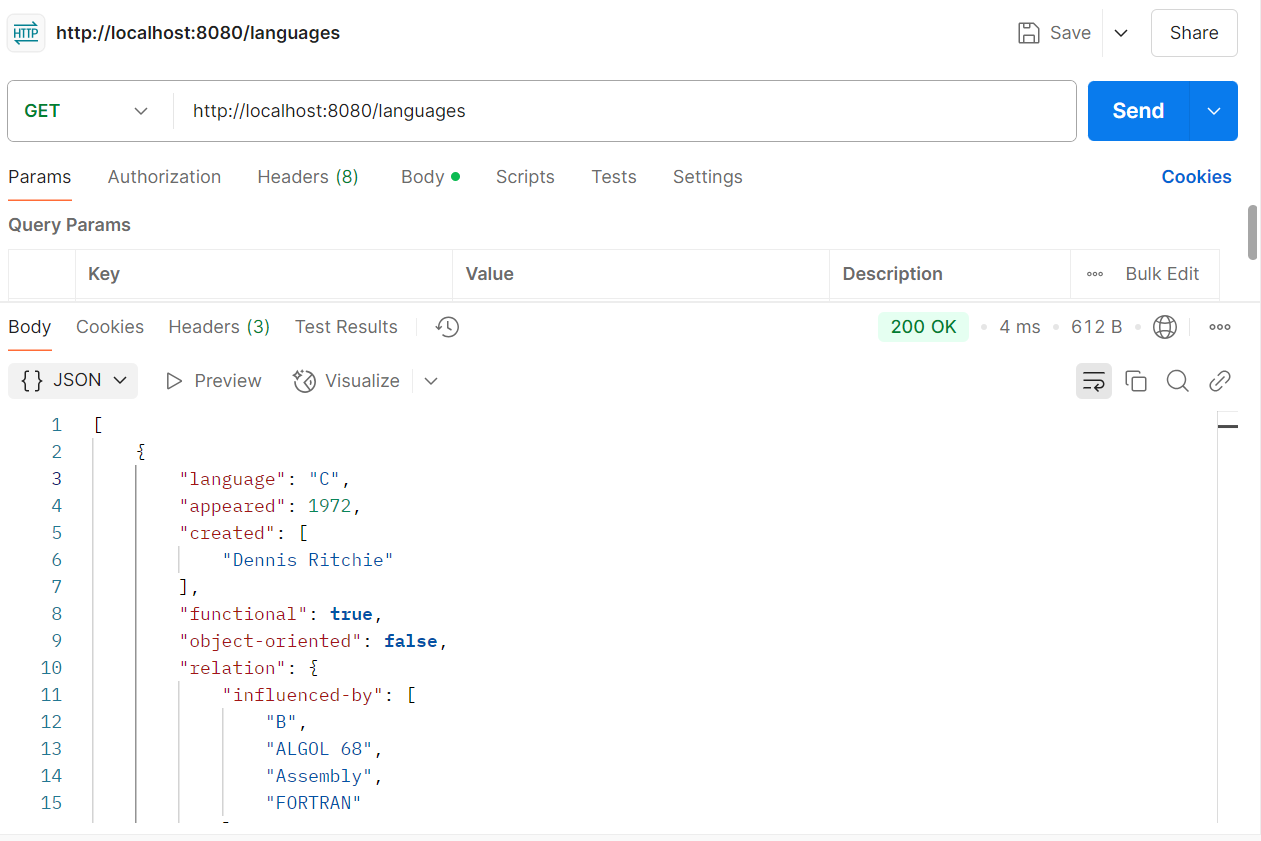 HTTP http://localhost:8080/languages Save Share
GET http://localhost:8080/languages Send
Params Authorization Headers (8) Body Scripts Tests Settings Cookies
Query Params
Key Value Description Bulk Edit
Body Cookies Headers (3) Test Results 200 OK 4 ms 612 B
{} JSON Preview Visualize
1 [
2 {
3 "language": "C",
4 "appeared": 1972,
5 "created": [
6 "Dennis Ritchie"
7 ],
8 "functional": true,
9 "object-oriented": false,
10 "relation": {
11 "influenced-by": [
12 "B",
13 "ALGOL 68",
14 "Assembly",
15 "FORTRAN"